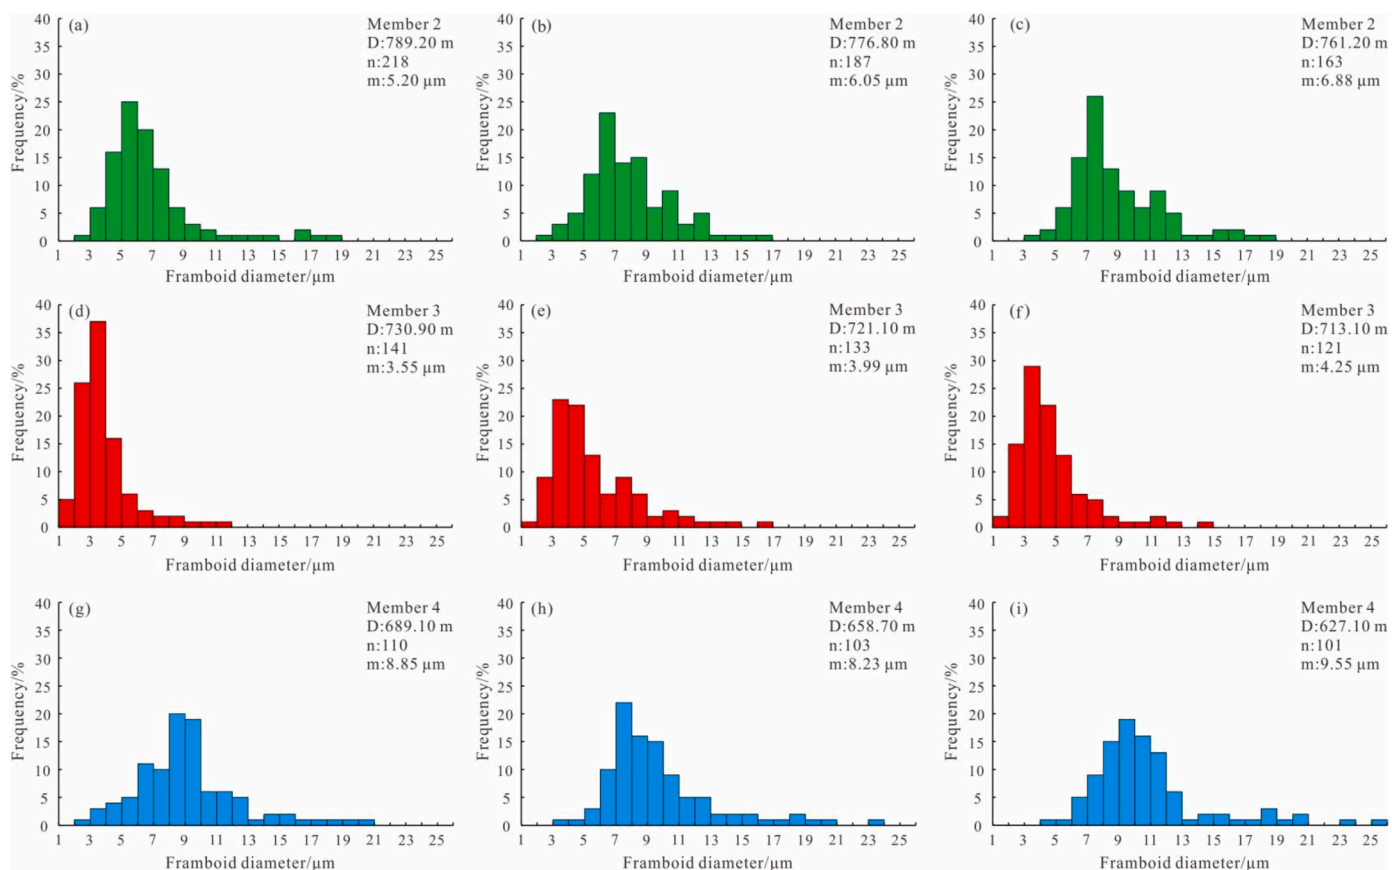 (a)
Member 2
D:789.20 m
n:218
m:5.20 μm
Frequency/%
40
35
30
25
20
15
10
5
0
1 3 5 7 9 11 13 15 17 19 21 23 25
Framboid diameter/μm
(b)
Member 2
D:776.80 m
n:187
m:6.05 μm
Frequency/%
40
35
30
25
20
15
10
5
0
1 3 5 7 9 11 13 15 17 19 21 23 25
Framboid diameter/μm
(c)
Member 2
D:761.20 m
n:163
m:6.88 μm
Frequency/%
40
35
30
25
20
15
10
5
0
1 3 5 7 9 11 13 15 17 19 21 23 25
Framboid diameter/μm
(d)
Member 3
D:730.90 m
n:141
m:3.55 μm
Frequency/%
40
35
30
25
20
15
10
5
0
1 3 5 7 9 11 13 15 17 19 21 23 25
Framboid diameter/μm
(e)
Member 3
D:721.10 m
n:133
m:3.99 μm
Frequency/%
40
35
30
25
20
15
10
5
0
1 3 5 7 9 11 13 15 17 19 21 23 25
Framboid diameter/μm
(f)
Member 3
D:713.10 m
n:121
m:4.25 μm
Frequency/%
40
35
30
25
20
15
10
5
0
1 3 5 7 9 11 13 15 17 19 21 23 25
Framboid diameter/μm
(g)
Member 4
D:689.10 m
n:110
m:8.85 μm
Frequency/%
40
35
30
25
20
15
10
5
0
1 3 5 7 9 11 13 15 17 19 21 23 25
Framboid diameter/μm
(h)
Member 4
D:658.70 m
n:103
m:8.23 μm
Frequency/%
40
35
30
25
20
15
10
5
0
1 3 5 7 9 11 13 15 17 19 21 23 25
Framboid diameter/μm
(i)
Member 4
D:627.10 m
n:101
m:9.55 μm
Frequency/%
40
35
30
25
20
15
10
5
0
1 3 5 7 9 11 13 15 17 19 21 23 25
Framboid diameter/μm